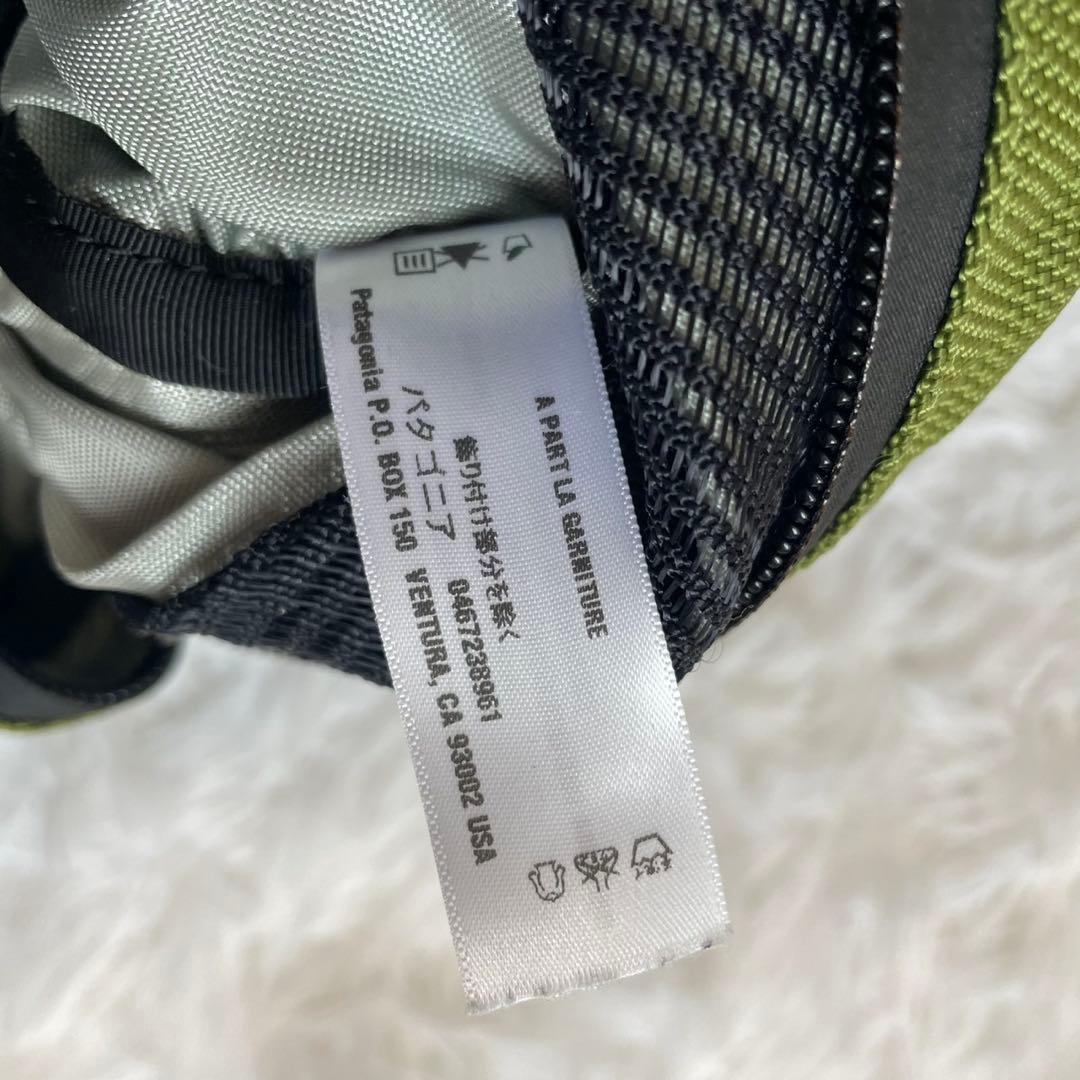 A PART LA GARNITURE
飾り付け部分を除く
パタゴニア 0467238961
Patagonia P.O. BOX 150 VENTURA, CA 93002 USA